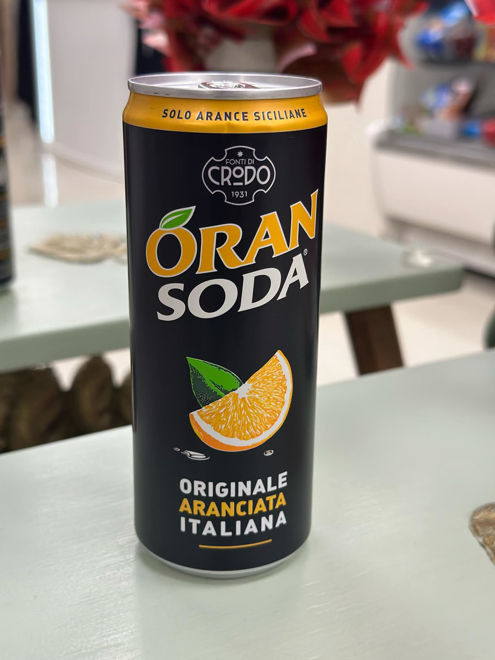 SOLO ARANCE SICILIANE
FONTI DI
CRODO
1931
ORAN
SODA®
ORIGINALE
ARANCIATA
ITALIANA